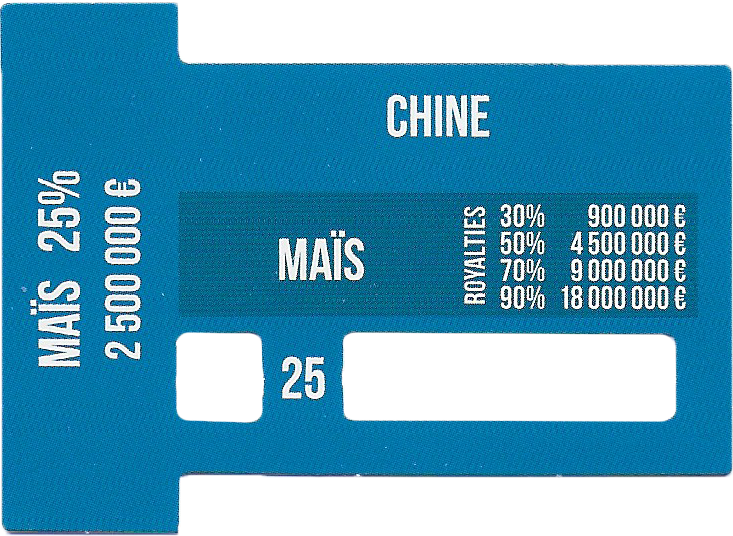 MAÏS 25%
2 500 000 €
CHINE
MAÏS
ROYALTIES
30% 900 000 €
50% 4 500 000 €
70% 9 000 000 €
90% 18 000 000 €
25